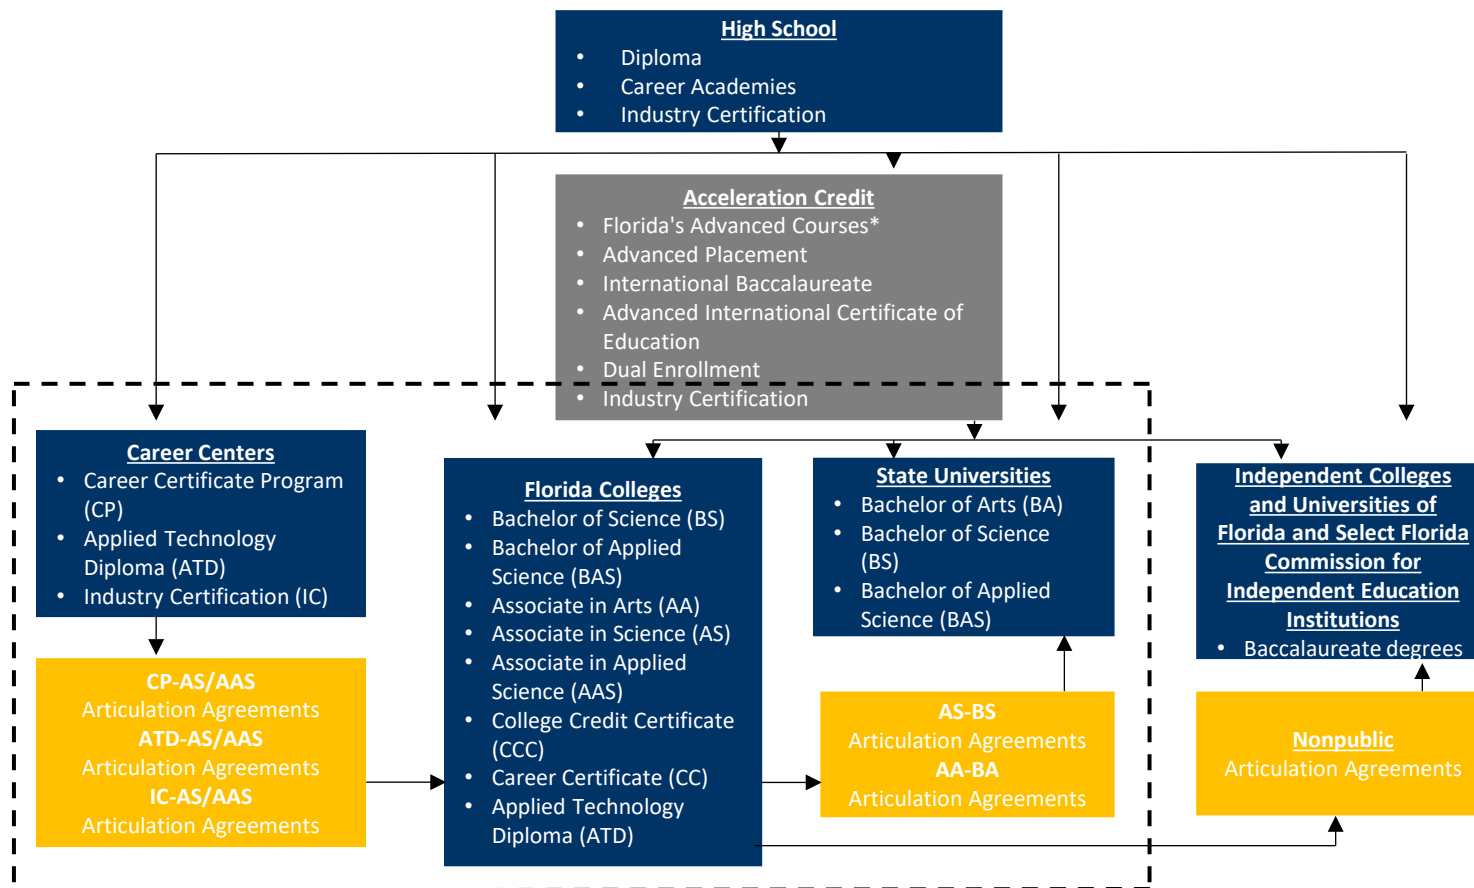 High School
• Diploma
• Career Academies
• Industry Certification
Acceleration Credit
• Florida's Advanced Courses*
• Advanced Placement
• International Baccalaureate
• Advanced International Certificate of
Education
• Dual Enrollment
• Industry Certification
Career Centers
• Career Certificate Program
(CP)
• Applied Technology
Diploma (ATD)
• Industry Certification (IC)
CP-AS/AAS
Articulation Agreements
ATD-AS/AAS
Articulation Agreements
IC-AS/AAS
Articulation Agreements
Florida Colleges
• Bachelor of Science (BS)
• Bachelor of Applied
Science (BAS)
• Associate in Arts (AA)
• Associate in Science (AS)
• Associate in Applied
Science (AAS)
• College Credit Certificate
(CCC)
• Career Certificate (CC)
• Applied Technology
Diploma (ATD)
State Universities
• Bachelor of Arts (BA)
• Bachelor of Science
(BS)
• Bachelor of Applied
Science (BAS)
AS-BS
Articulation Agreements
AA-BA
Articulation Agreements
Independent Colleges
and Universities of
Florida and Select Florida
Commission for
Independent Education
Institutions
• Baccalaureate degrees
Nonpublic
Articulation Agreements